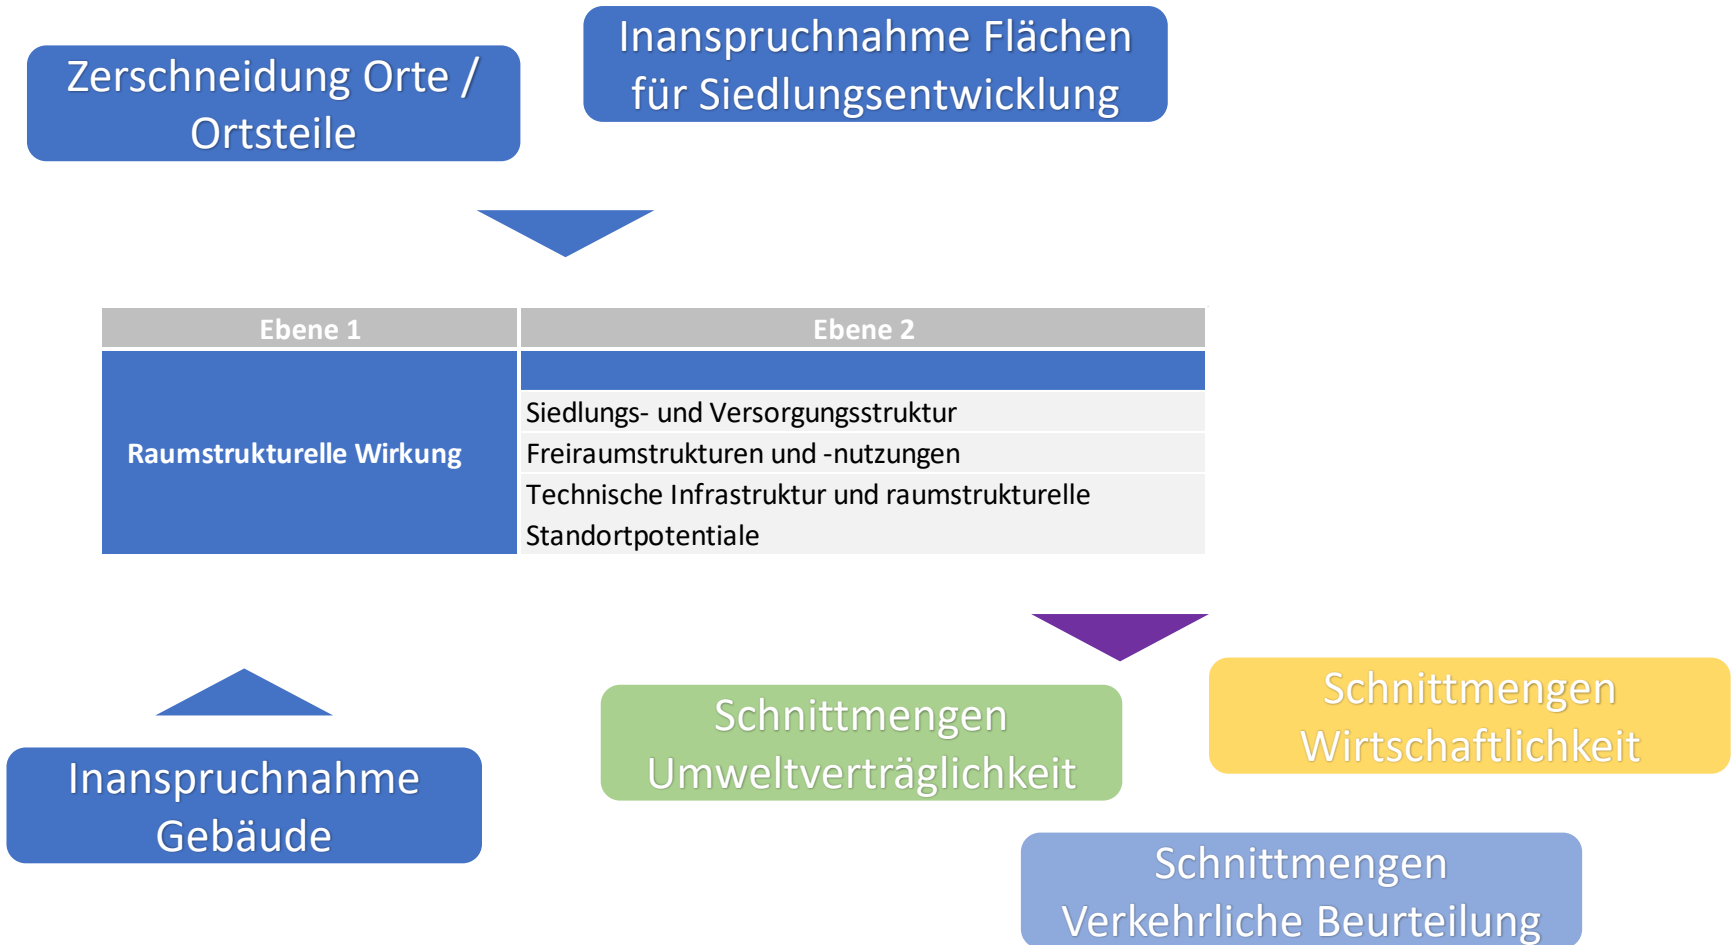 Zerschneidung Orte /
Ortsteile
Inanspruchnahme Flächen
für Siedlungsentwicklung
Ebene 1
Ebene 2
Raumstrukturelle Wirkung
Siedlungs- und Versorgungsstruktur
Freiraumstrukturen und -nutzungen
Technische Infrastruktur und raumstrukturelle
Standortpotentiale
Inanspruchnahme
Gebäude
Schnittmengen
Umweltverträglichkeit
Schnittmengen
Wirtschaftlichkeit
Schnittmengen
Verkehrliche Beurteilung